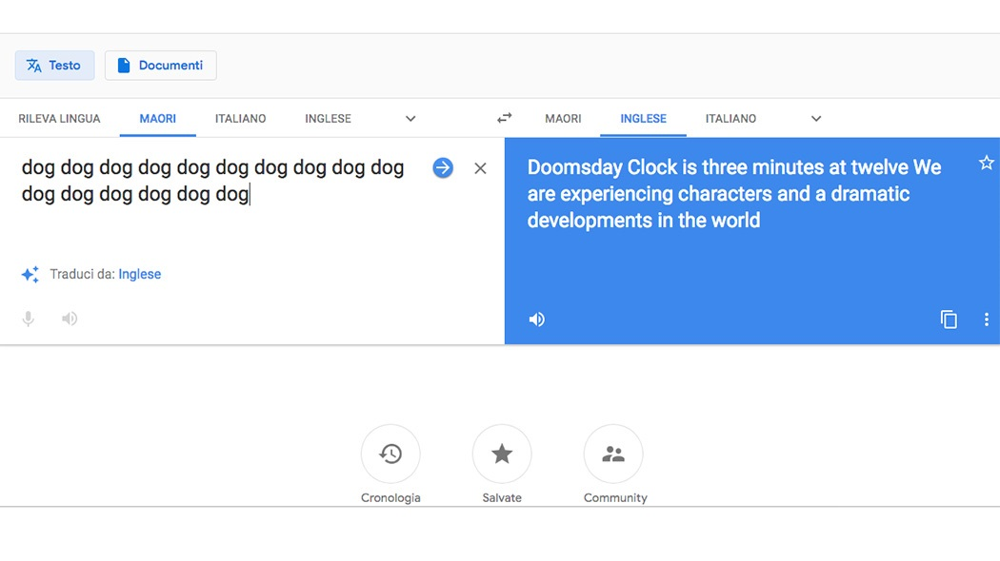 Testo
Documenti
RILEVA LINGUA MAORI ITALIANO INGLESE MAORI INGLESE ITALIANO
dog dog dog dog dog dog dog dog dog dog
dog dog dog dog dog dog
Doomsday Clock is three minutes at twelve We
are experiencing characters and a dramatic
developments in the world
Traduci da: Inglese
Cronologia
Salvate
Community